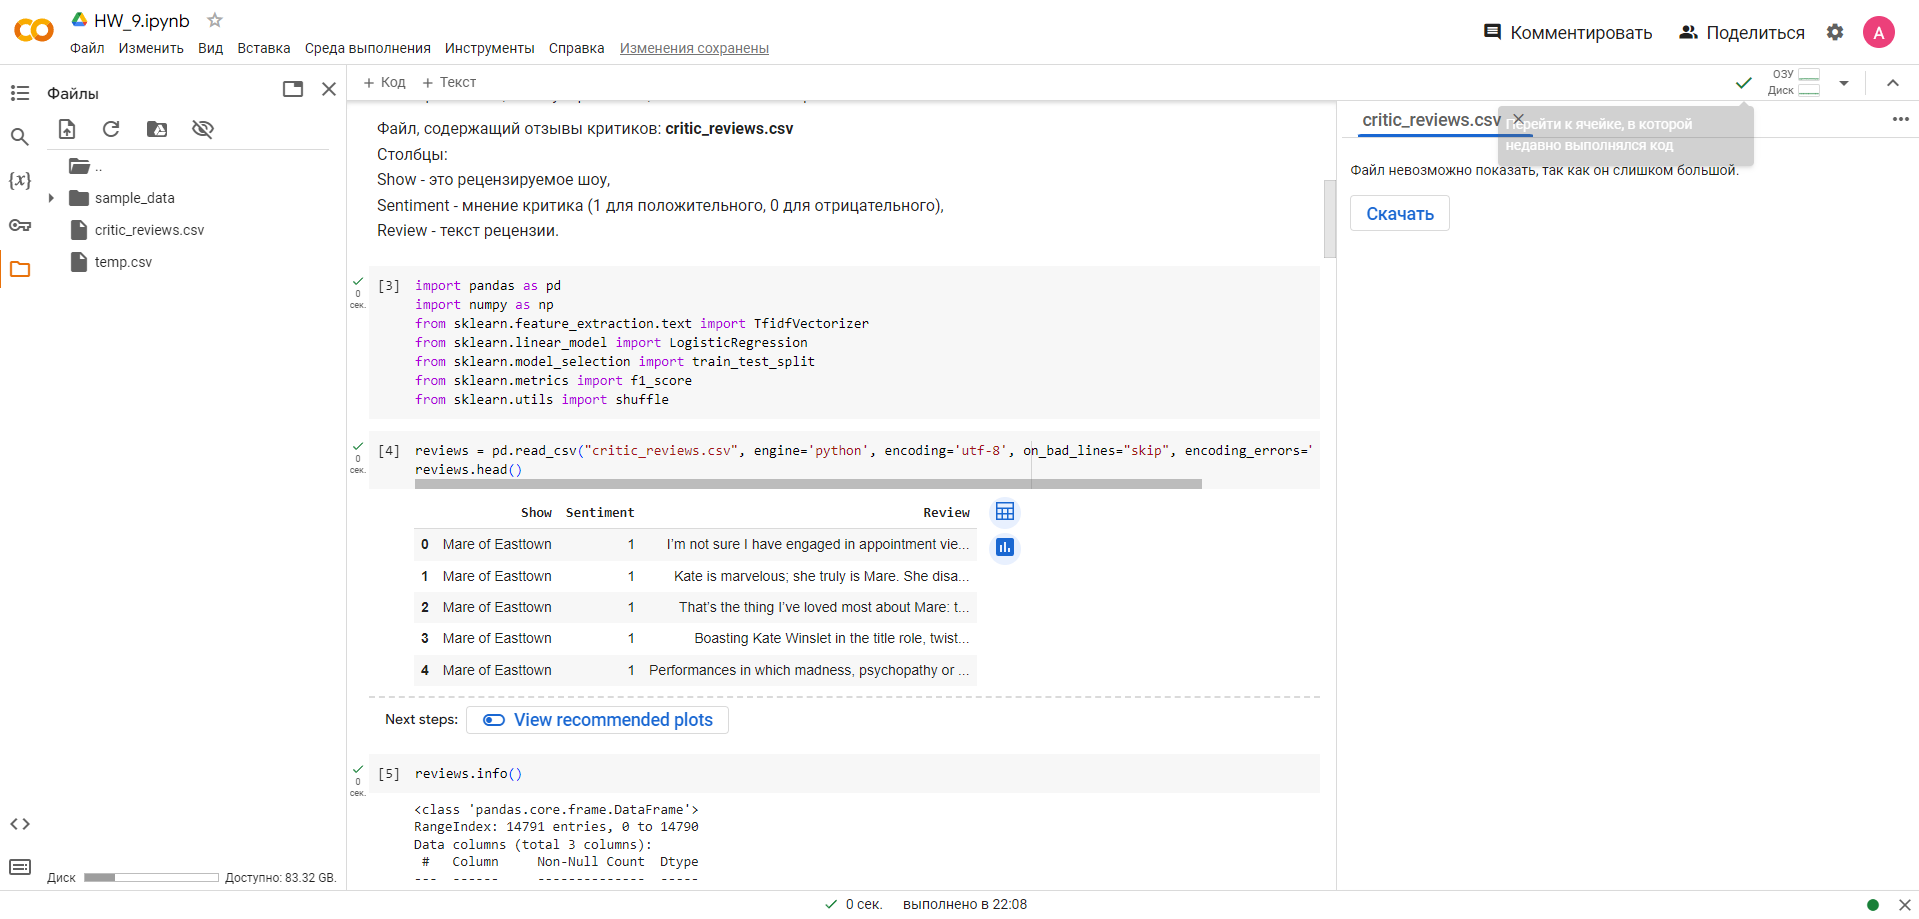 HW_9.ipynb
Файл Изменить Вид Вставка Среда выполнения Инструменты Справка Изменения сохранены
Комментировать Поделиться A
Файлы
..
sample_data
critic_reviews.csv
temp.csv
Диск Доступно: 83.32 GB.
+ Код + Текст
ОЗУ
Диск
Файл, содержащий отзывы критиков: critic_reviews.csv
Столбцы:
Show - это рецензируемое шоу,
Sentiment - мнение критика (1 для положительного, 0 для отрицательного),
Review - текст рецензии.
0
сек.
[3] import pandas as pd
import numpy as np
from sklearn.feature_extraction.text import TfidfVectorizer
from sklearn.linear_model import LogisticRegression
from sklearn.model_selection import train_test_split
from sklearn.metrics import f1_score
from sklearn.utils import shuffle
0
сек.
[4] reviews = pd.read_csv("critic_reviews.csv", engine='python', encoding='utf-8', on_bad_lines="skip", encoding_errors='
reviews.head()
Show Sentiment Review
0 Mare of Easttown 1 I’m not sure I have engaged in appointment vie...
1 Mare of Easttown 1 Kate is marvelous; she truly is Mare. She disa...
2 Mare of Easttown 1 That’s the thing I’ve loved most about Mare: t...
3 Mare of Easttown 1 Boasting Kate Winslet in the title role, twist...
4 Mare of Easttown 1 Performances in which madness, psychopathy or ...
Next steps: View recommended plots
0
сек.
[5] reviews.info()
<class 'pandas.core.frame.DataFrame'>
RangeIndex: 14791 entries, 0 to 14790
Data columns (total 3 columns):
# Column Non-Null Count Dtype
--- ------ -------------- -----
critic_reviews.csv
Перейти к ячейке, в которой
недавно выполнялся код
Файл невозможно показать, так как он слишком большой.
Скачать
0 сек. выполнено в 22:08